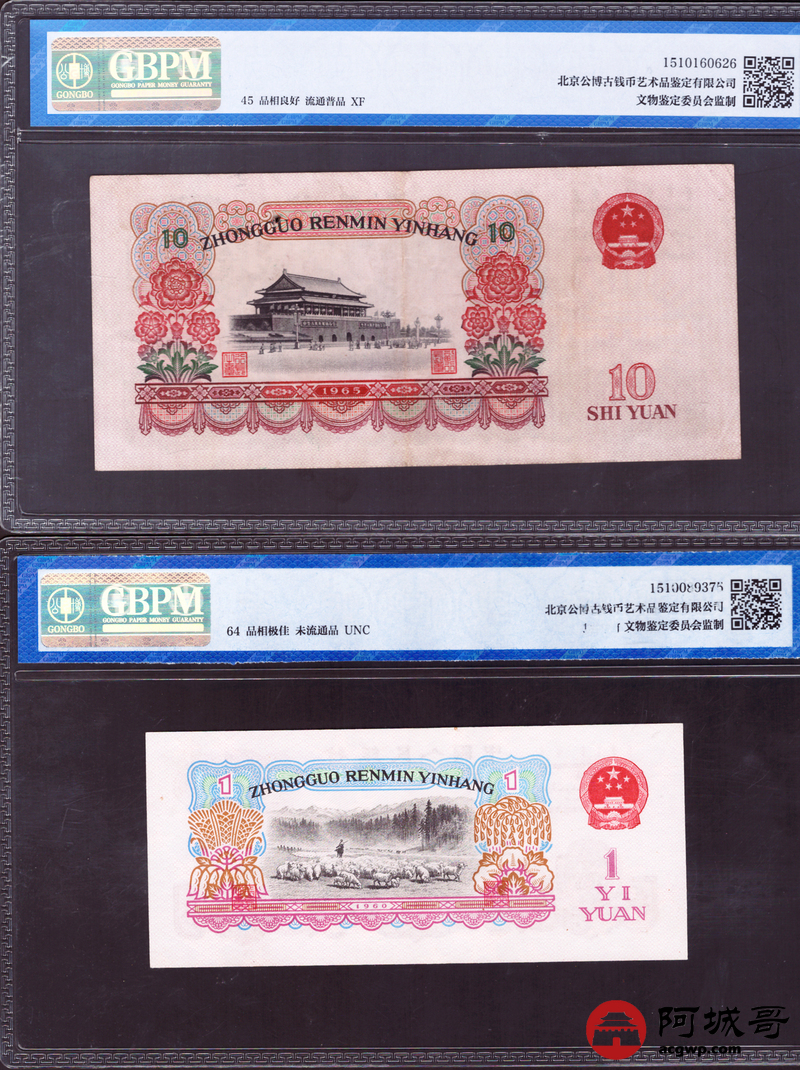 GBPM
GONGBO PAPER MONEY GUARANTY
GONGBO
45 品相良好 流通普品 XF
1510160626
北京公博古钱币艺术品鉴定有限公司
文物鉴定委员会监制
10
ZHONGGUO RENMIN YINHANG
10
1965
10
SHI YUAN
GBPM
GONGBO PAPER MONEY GUARANTY
GONGBO
64 品相极佳 未流通品 UNC
1510089375
北京公博古钱币艺术品鉴定有限公司
文物鉴定委员会监制
1
ZHONGGUO RENMIN YINHANG
1
1960
1
YI
YUAN
阿城哥
acgwp.com